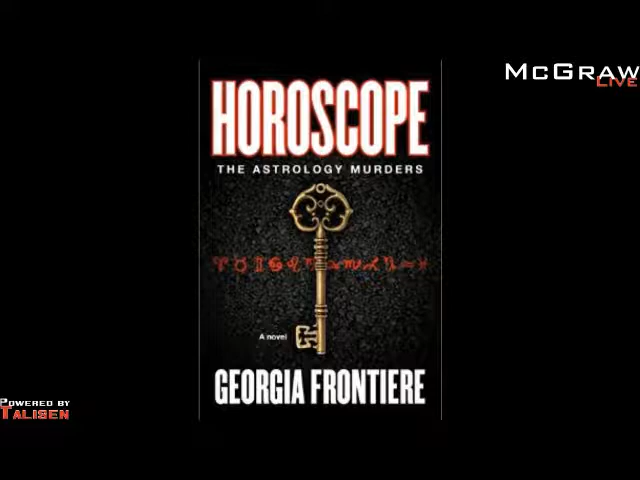 McGraw
Live
HOROSCOPE
THE ASTROLOGY MURDERS
♈♉♊♋♌♍♎♏♐♑♒♓
A novel
GEORGIA FRONTIERE
Powered by
Talisen